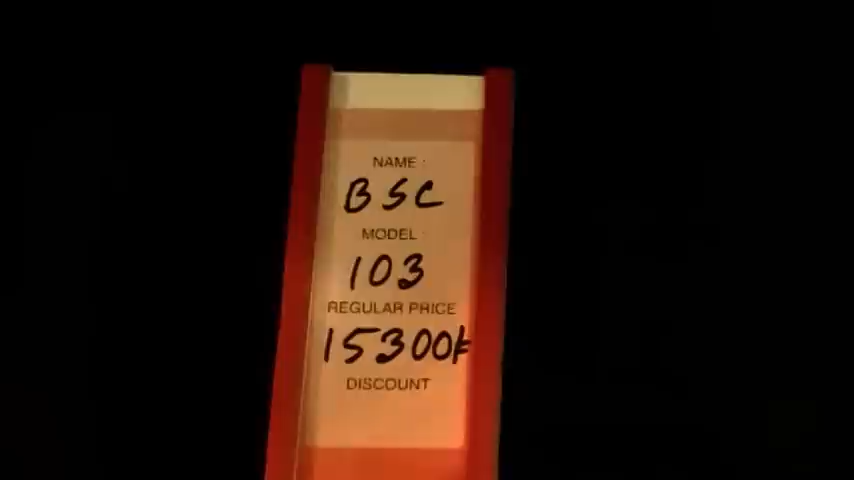 NAME :
BSC
MODEL :
103
REGULAR PRICE
15300k
DISCOUNT